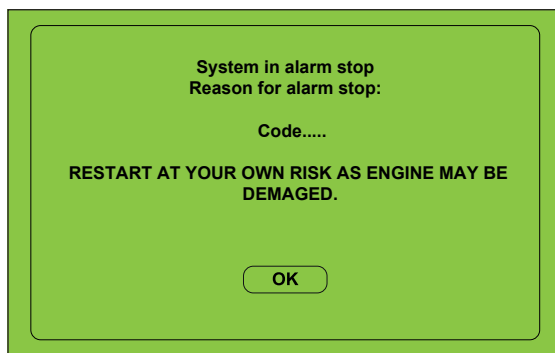 System in alarm stop
Reason for alarm stop:
Code.....
RESTART AT YOUR OWN RISK AS ENGINE MAY BE
DEMAGED.
OK